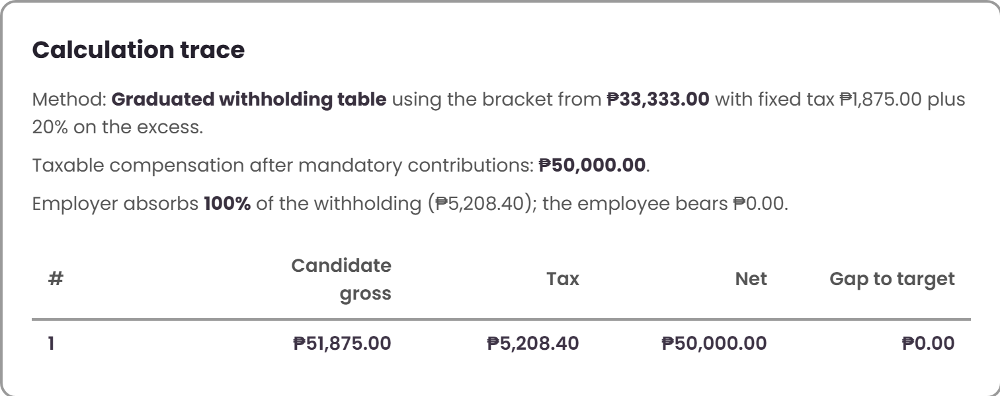 Calculation trace
Method: Graduated withholding table using the bracket from ₱33,333.00 with fixed tax ₱1,875.00 plus
20% on the excess.
Taxable compensation after mandatory contributions: ₱50,000.00.
Employer absorbs 100% of the withholding (₱5,208.40); the employee bears ₱0.00.
# Candidate gross Tax Net Gap to target
1 ₱51,875.00 ₱5,208.40 ₱50,000.00 ₱0.00